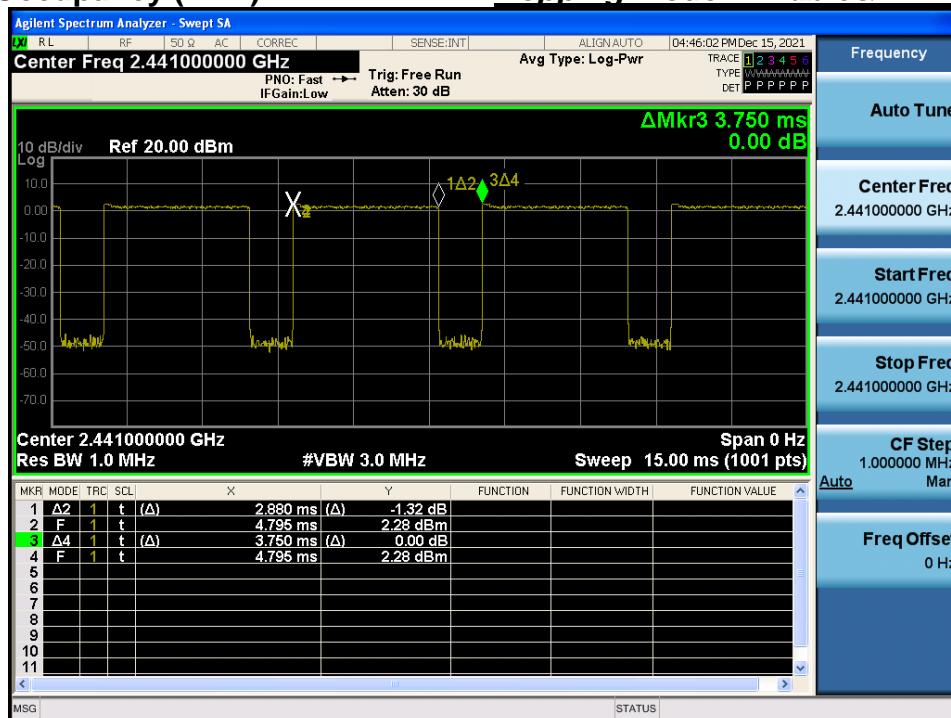 Agilent Spectrum Analyzer - Swept SA
LXI RL RF 50 Ω AC CORREC SENSE:INT ALIGN AUTO 04:46:02 PM Dec 15, 2021
Center Freq 2.441000000 GHz
PNO: Fast
IFGain:Low
Trig: Free Run
Atten: 30 dB
Avg Type: Log-Pwr
TRACE 1 2 3 4 5 6
TYPE WWWWWW
DET P P P P P P
ΔMkr3 3.750 ms
0.00 dB
10 dB/div Ref 20.00 dBm
Log
10.0
0.00
-10.0
-20.0
-30.0
-40.0
-50.0
-60.0
-70.0
1Δ2
3Δ4
Center 2.441000000 GHz Span 0 Hz
Res BW 1.0 MHz #VBW 3.0 MHz Sweep 15.00 ms (1001 pts)
MKR MODE TRC SCL X Y FUNCTION FUNCTION WIDTH FUNCTION VALUE
1 Δ2 1 t (Δ) 2.880 ms (Δ) -1.32 dB
2 F 1 t 4.795 ms 2.28 dBm
3 Δ4 1 t (Δ) 3.750 ms (Δ) 0.00 dB
4 F 1 t 4.795 ms 2.28 dBm
5
6
7
8
9
10
11
MSG STATUS
Frequency
Auto Tune
Center Freq
2.441000000 GHz
Start Freq
2.441000000 GHz
Stop Freq
2.441000000 GHz
CF Step
1.000000 MHz
Auto Man
Freq Offset
0 Hz